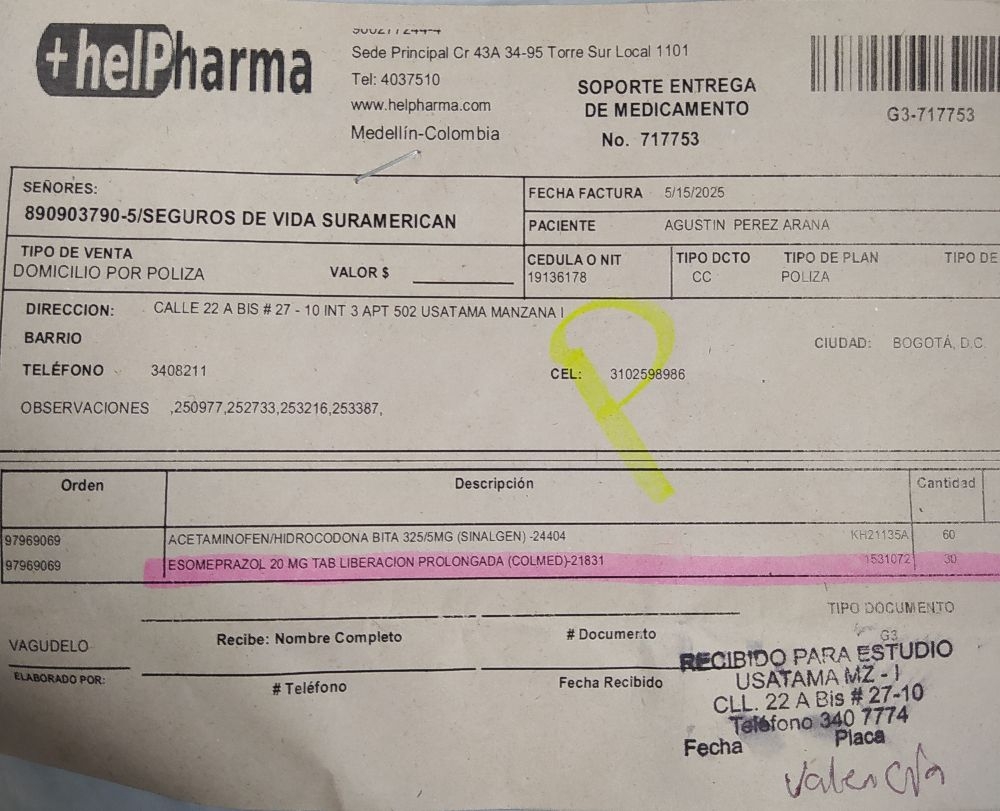 +helPharma
Sede Principal Cr 43A 34-95 Torre Sur Local 1101
Tel: 4037510
www.helpharma.com
Medellín-Colombia
SOPORTE ENTREGA
DE MEDICAMENTO
No. 717753
G3-717753
SEÑORES:
890903790-5/SEGUROS DE VIDA SURAMERICAN
FECHA FACTURA 5/15/2025
PACIENTE AGUSTIN PEREZ ARANA
TIPO DE VENTA
DOMICILIO POR POLIZA VALOR $
CEDULA O NIT TIPO DCTO TIPO DE PLAN TIPO DE
19136178 CC POLIZA
DIRECCION: CALLE 22 A BIS # 27 - 10 INT 3 APT 502 USATAMA MANZANA I
BARRIO
CIUDAD: BOGOTÁ, D.C.
TELÉFONO 3408211 CEL: 3102598986
OBSERVACIONES ,250977,252733,253216,253387,
P
Orden Descripción Cantidad
97969069 ACETAMINOFEN/HIDROCODONA BITA 325/5MG (SINALGEN) -24404 KH21135A 60
97969069 ESOMEPRAZOL 20 MG TAB LIBERACION PROLONGADA (COLMED)-21831 1531072 30
TIPO DOCUMENTO
G3
VAGUDELO Recibe: Nombre Completo # Documento
ELABORADO POR: # Teléfono Fecha Recibido
RECIBIDO PARA ESTUDIO
USATAMA MZ - I
CLL. 22 A Bis # 27-10
Teléfono 340 7774
Fecha Placa
Valencia